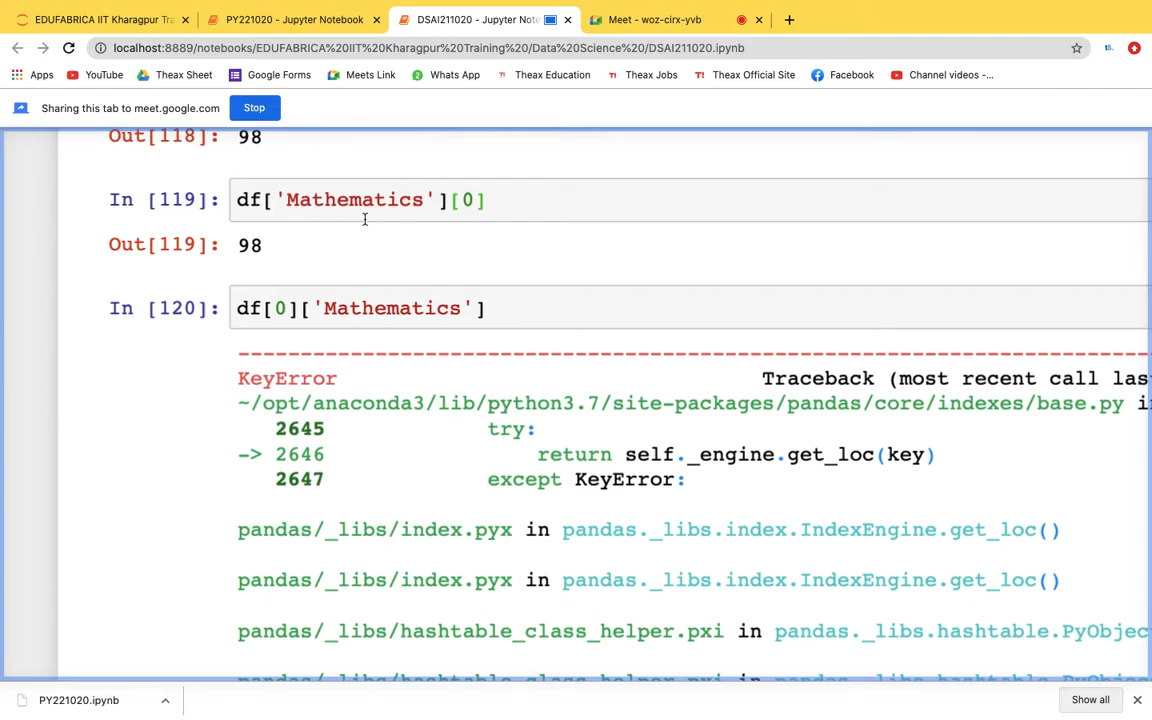 EDUFABRICA IIT Kharagpur Tra
PY221020 - Jupyter Notebook
DSAI211020 - Jupyter Note
Meet - woz-cirx-yvb
localhost:8889/notebooks/EDUFABRICA%20IIT%20Kharagpur%20Training%20/Data%20Science%20/DSAI211020.ipynb
Apps YouTube Theax Sheet Google Forms Meets Link Whats App Theax Education Theax Jobs Theax Official Site Facebook Channel videos -...
Sharing this tab to meet.google.com Stop
Out[118]: 98
In [119]: df['Mathematics'][0]
Out[119]: 98
In [120]: df[0]['Mathematics']
---------------------------------------------------------------------------
KeyError Traceback (most recent call las
~/opt/anaconda3/lib/python3.7/site-packages/pandas/core/indexes/base.py i
2645 try:
-> 2646 return self._engine.get_loc(key)
2647 except KeyError:
pandas/_libs/index.pyx in pandas._libs.index.IndexEngine.get_loc()
pandas/_libs/index.pyx in pandas._libs.index.IndexEngine.get_loc()
pandas/_libs/hashtable_class_helper.pxi in pandas._libs.hashtable.PyObjec
PY221020.ipynb
Show all